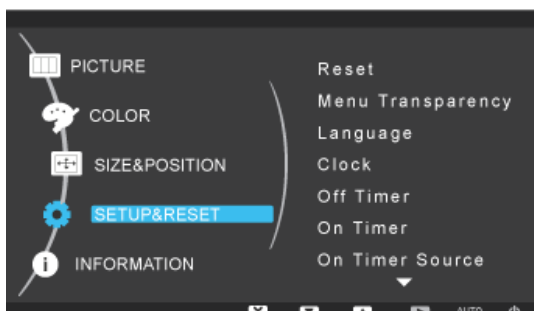 PICTURE
COLOR
SIZE&POSITION
SETUP&RESET
INFORMATION
Reset
Menu Transparency
Language
Clock
Off Timer
On Timer
On Timer Source
AUTO